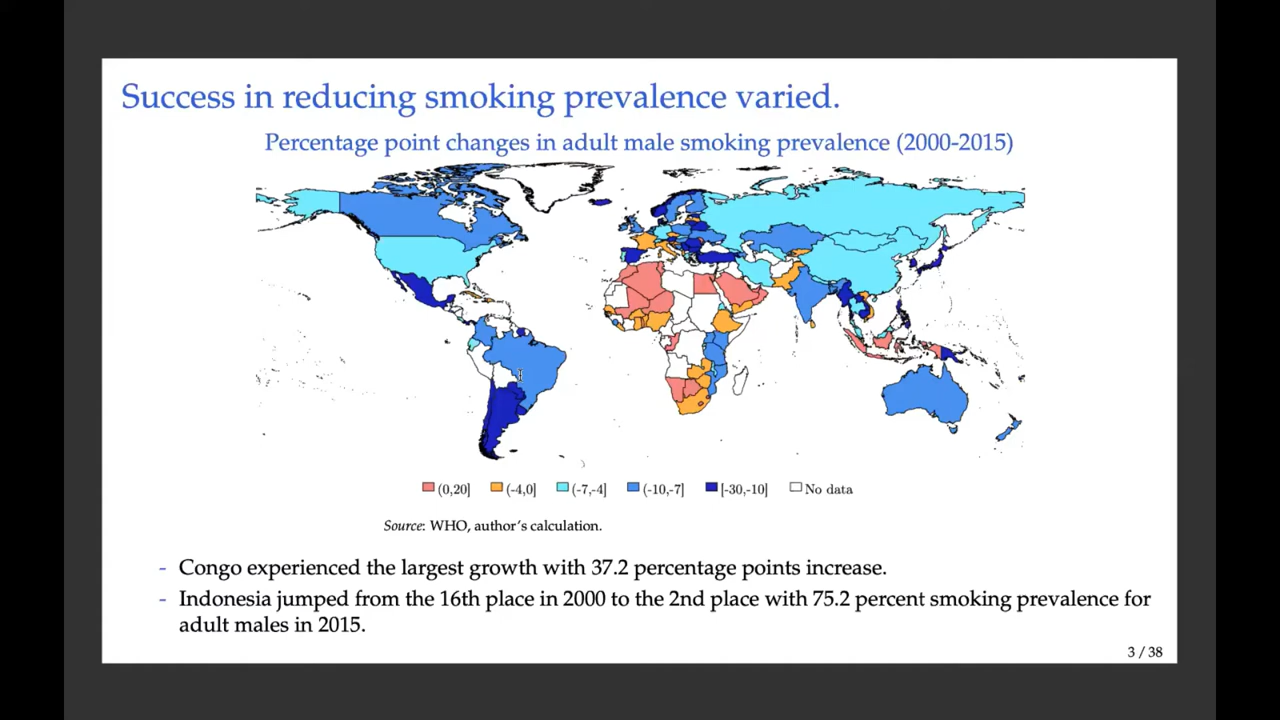 Success in reducing smoking prevalence varied.
Percentage point changes in adult male smoking prevalence (2000-2015)
(0,20] (-4,0] (-7,-4] (-10,-7] [-30,-10] No data
Source: WHO, author's calculation.
- Congo experienced the largest growth with 37.2 percentage points increase.
- Indonesia jumped from the 16th place in 2000 to the 2nd place with 75.2 percent smoking prevalence for
adult males in 2015.
3 / 38